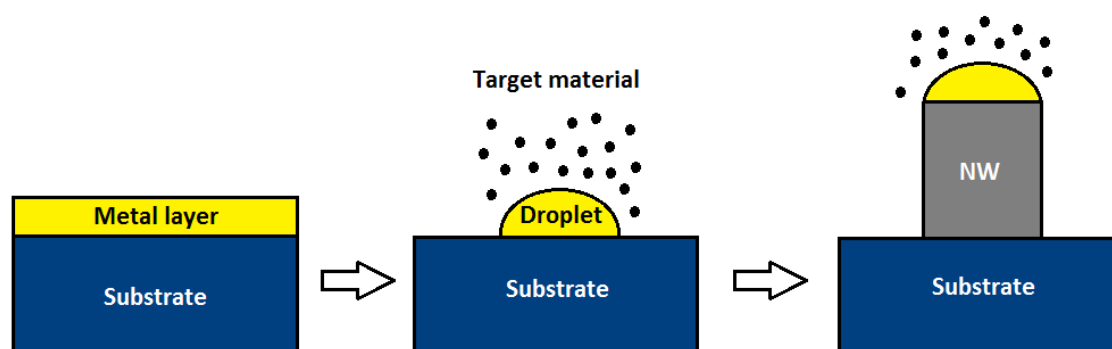 Metal layer
Substrate
Target material
Droplet
Substrate
NW
Substrate